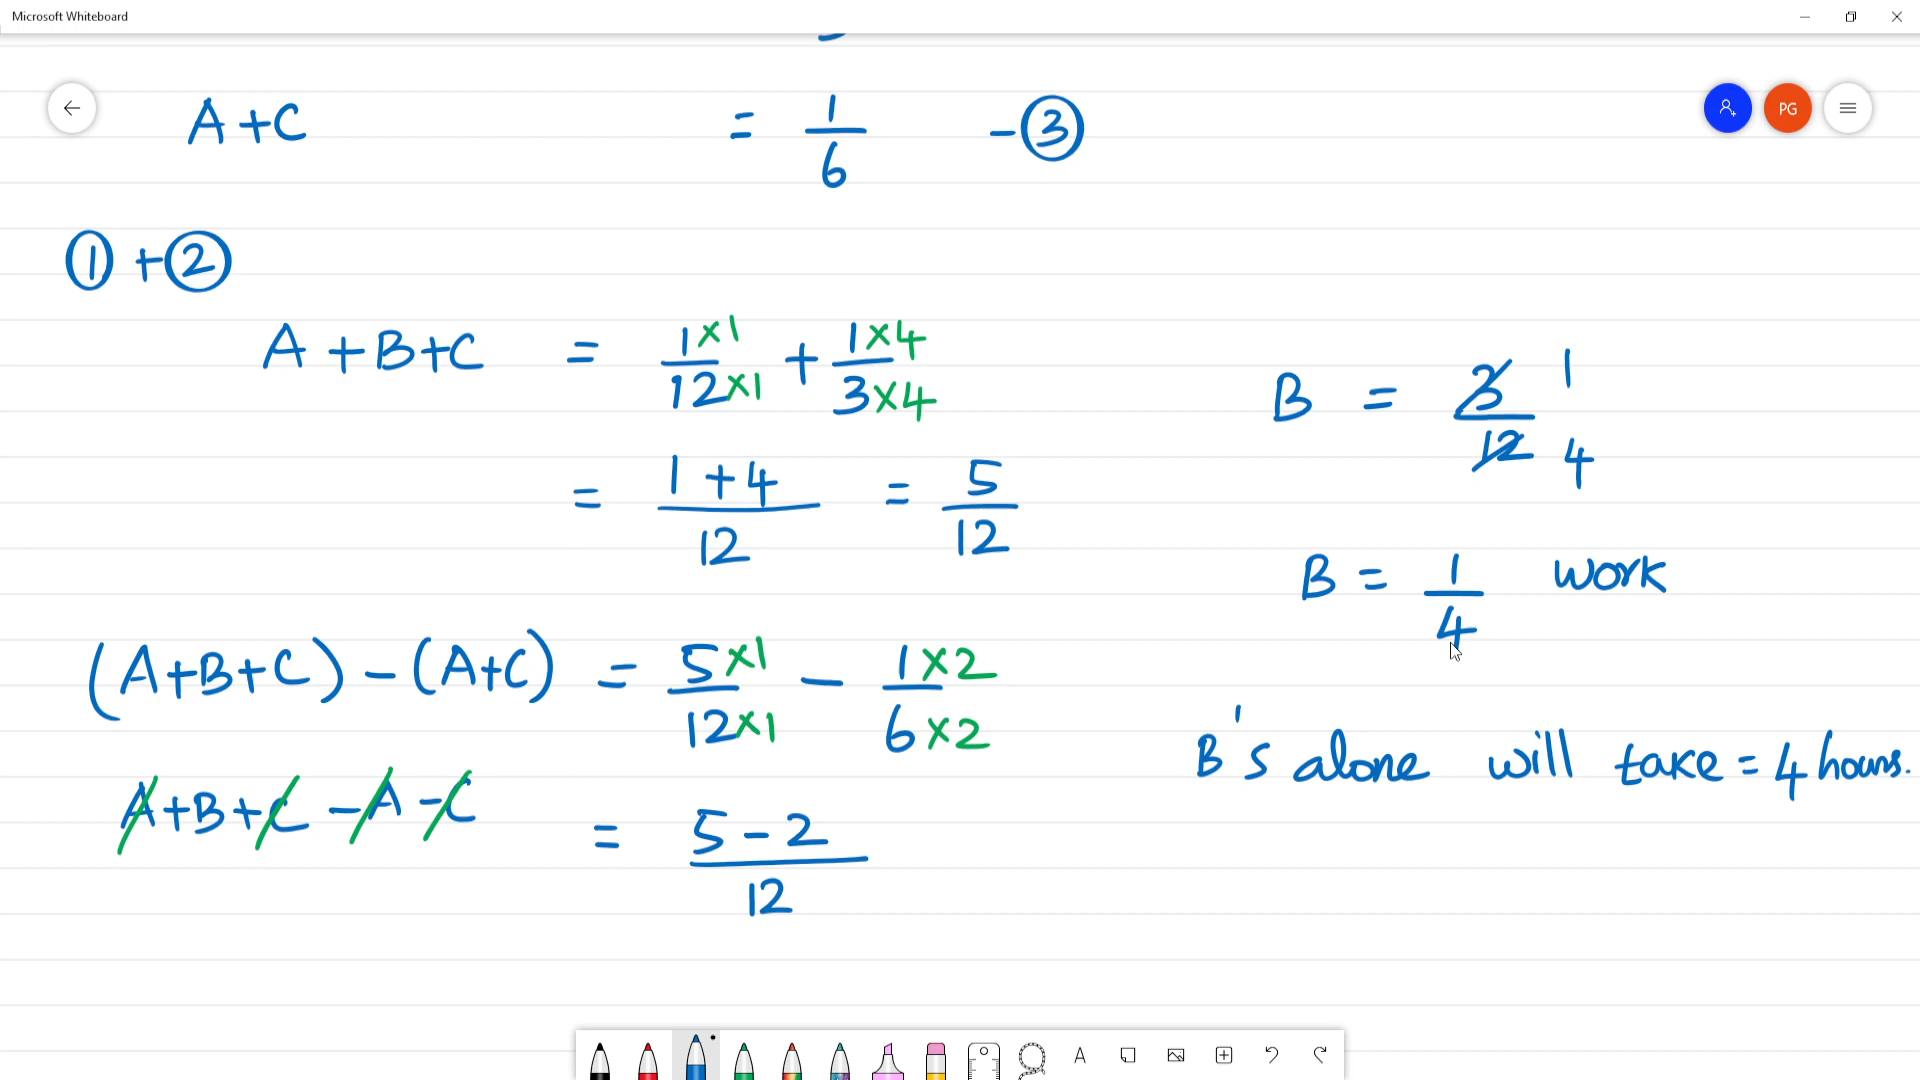 Microsoft Whiteboard
A+C = 1/6 - ③
PG
① + ②
A+B+C = 1×1/12×1 + 1×4/3×4
= 1+4/12 = 5/12
(A+B+C) - (A+C) = 5×1/12×1 - 1×2/6×2
A+B+C -A -C = 5-2/12
B = 3/12 1/4
B = 1/4 work
B's alone will take = 4 hours.
A